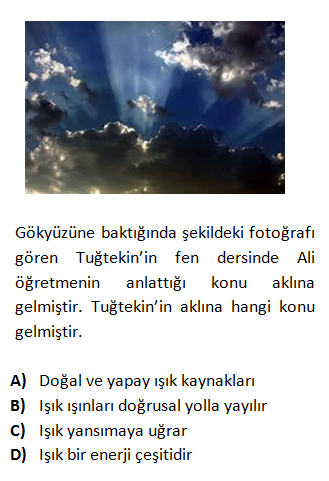 Gökyüzüne baktığında şekildeki fotoğrafı
gören Tuğtekin’in fen dersinde Ali
öğretmenin anlattığı konu aklına
gelmiştir. Tuğtekin’in aklına hangi konu
gelmiştir.
A) Doğal ve yapay ışık kaynakları
B) Işık ışınları doğrusal yolla yayılır
C) Işık yansımaya uğrar
D) Işık bir enerji çeşitidir